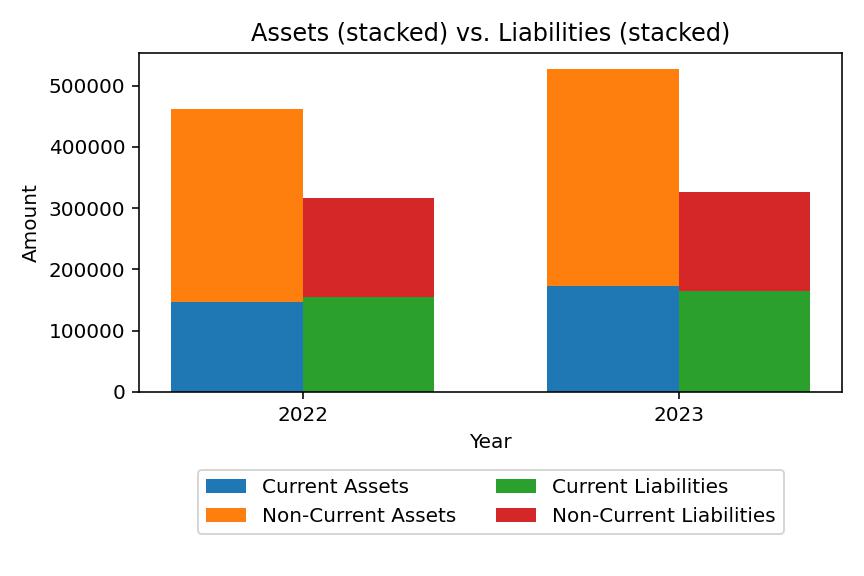 Assets (stacked) vs. Liabilities (stacked)
500000
400000
300000
200000
100000
0
Amount
2022 2023
Year
Current Assets Current Liabilities
Non-Current Assets Non-Current Liabilities